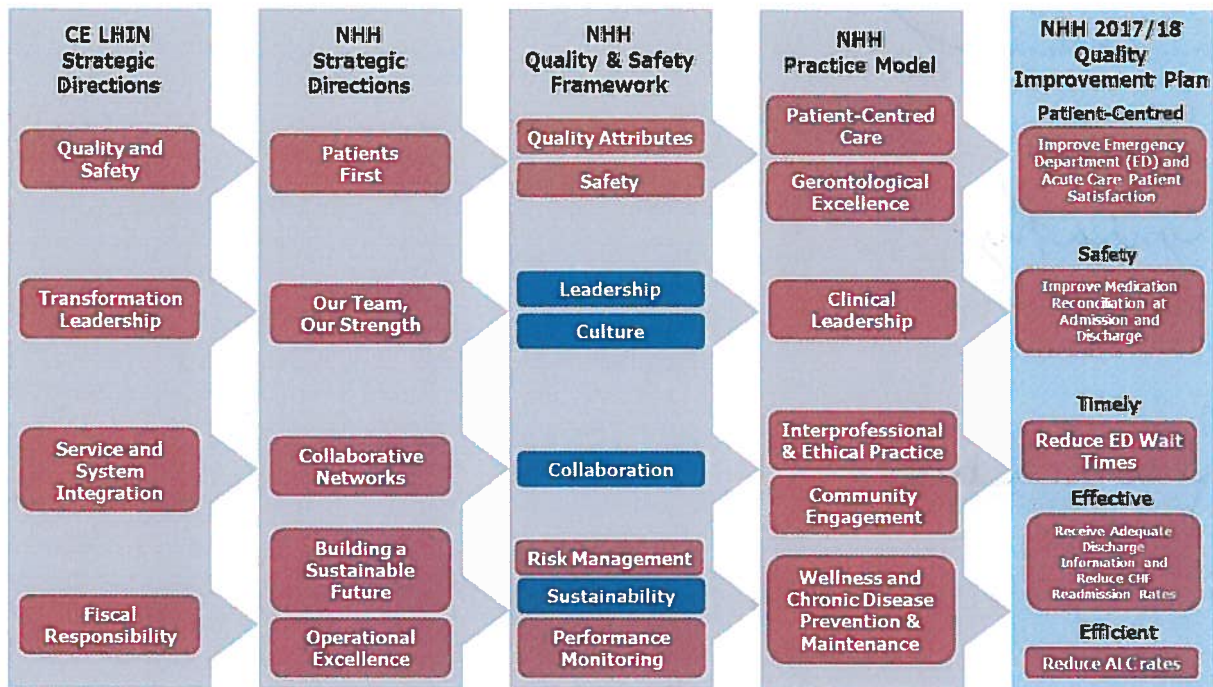 CE LHIN
Strategic
Directions
Quality and
Safety
Transformation
Leadership
Service and
System
Integration
Fiscal
Responsibility
NHH
Strategic
Directions
Patients
First
Our Team,
Our Strength
Collaborative
Networks
Building a
Sustainable
Future
Operational
Excellence
NHH
Quality & Safety
Framework
Quality Attributes
Safety
Leadership
Culture
Collaboration
Risk Management
Sustainability
Performance
Monitoring
NHH
Practice Model
Patient-Centred
Care
Gerontological
Excellence
Clinical
Leadership
Interprofessional
& Ethical Practice
Community
Engagement
Wellness and
Chronic Disease
Prevention &
Maintenance
NHH 2017/18
Quality
Improvement Plan
Patient-Centred
Improve Emergency
Department (ED) and
Acute Care Patient
Satisfaction
Safety
Improve Medication
Reconciliation at
Admission and
Discharge
Timely
Reduce ED Wait
Times
Effective
Receive Adequate
Discharge
Information and
Reduce CHF
Readmission Rates
Efficient
Reduce ALC rates